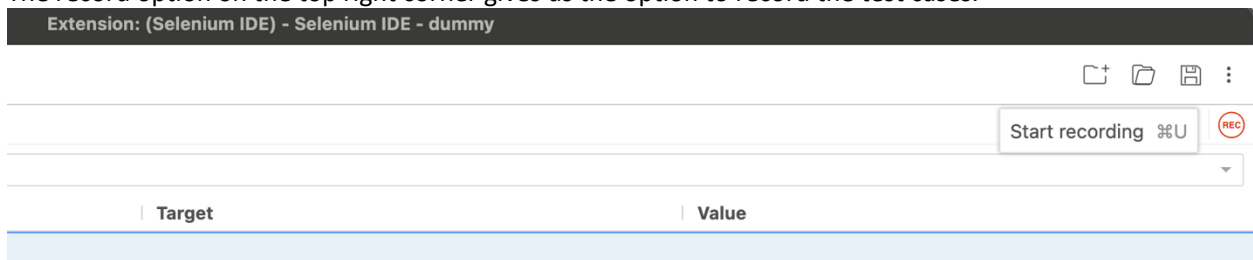 The record option on the top right corner gives us the option to record the test cases.
Extension: (Selenium IDE) - Selenium IDE - dummy
Start recording ⌘U
REC
Target Value